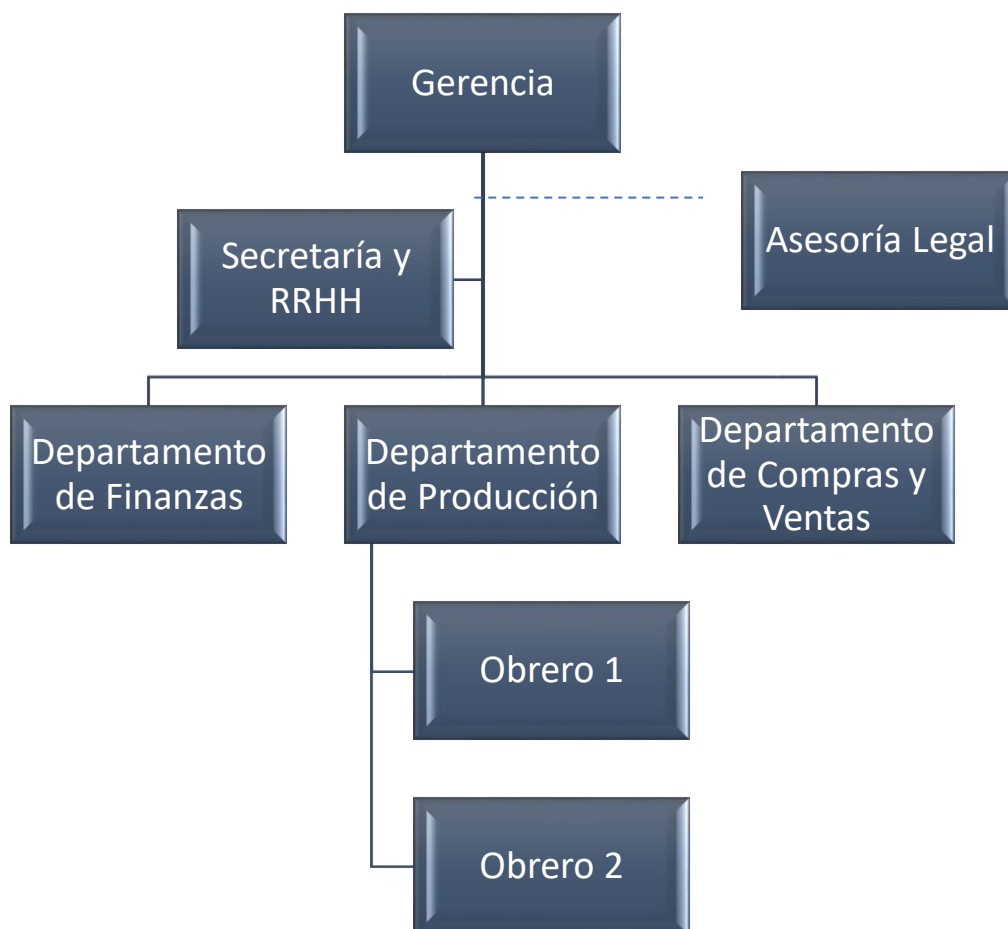 Gerencia
Asesoría Legal
Secretaría y
RRHH
Departamento
de Finanzas
Departamento
de Producción
Departamento
de Compras y
Ventas
Obrero 1
Obrero 2